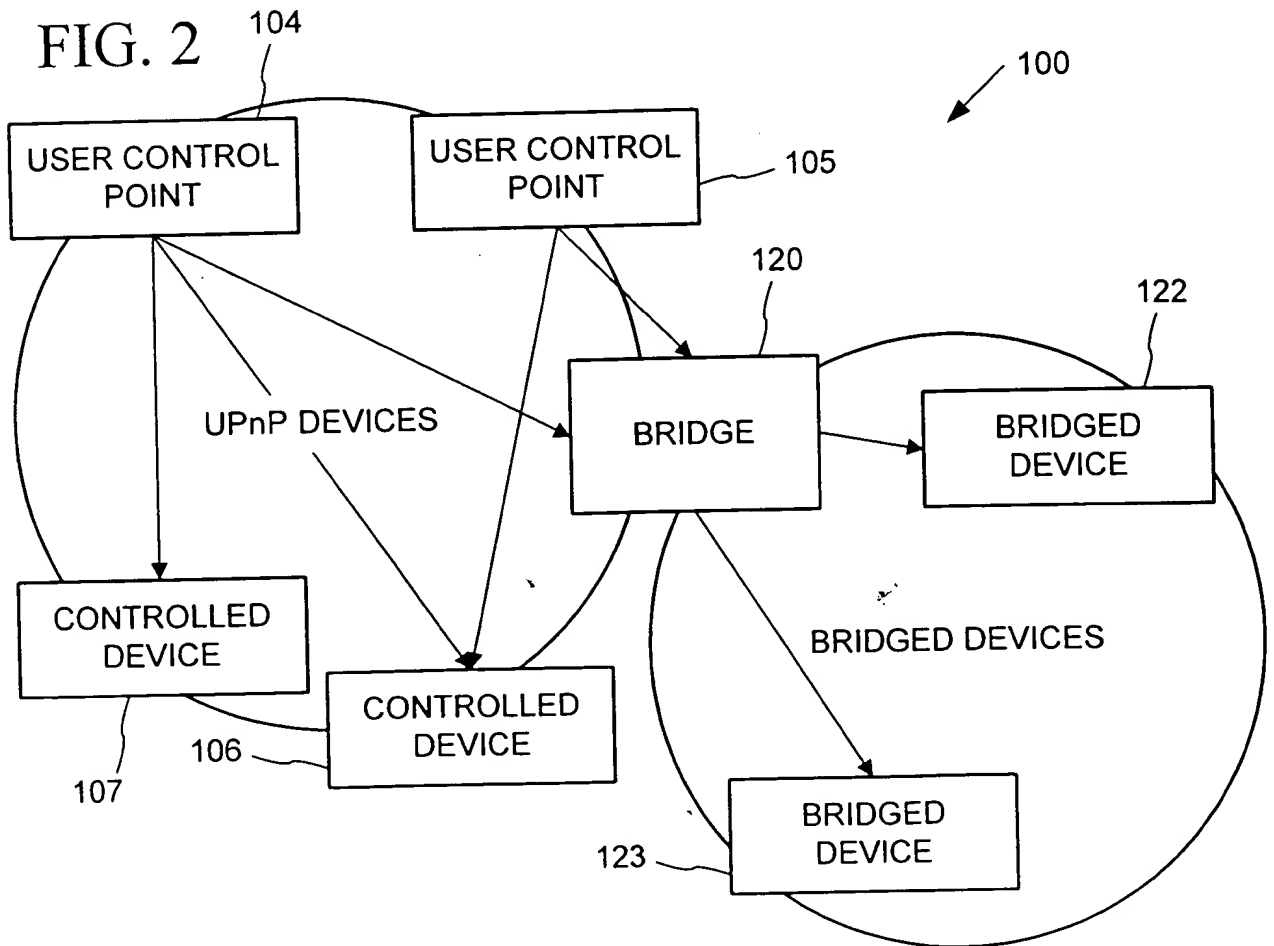 FIG. 2
104
100
USER CONTROL
POINT
USER CONTROL
POINT
105
120
122
UPnP DEVICES
BRIDGE
BRIDGED
DEVICE
CONTROLLED
DEVICE
BRIDGED DEVICES
CONTROLLED
DEVICE
106
107
BRIDGED
DEVICE
123